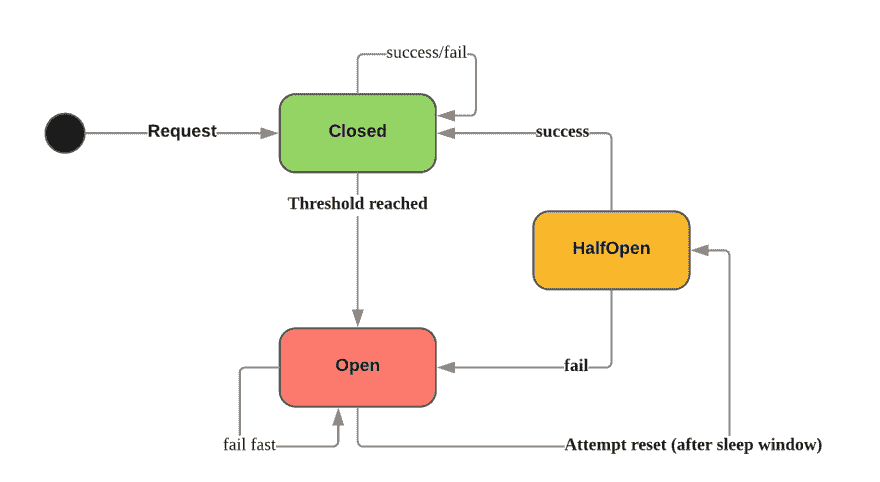 success/fail
Request
Closed
success
Threshold reached
HalfOpen
Open
fail
fail fast
Attempt reset (after sleep window)